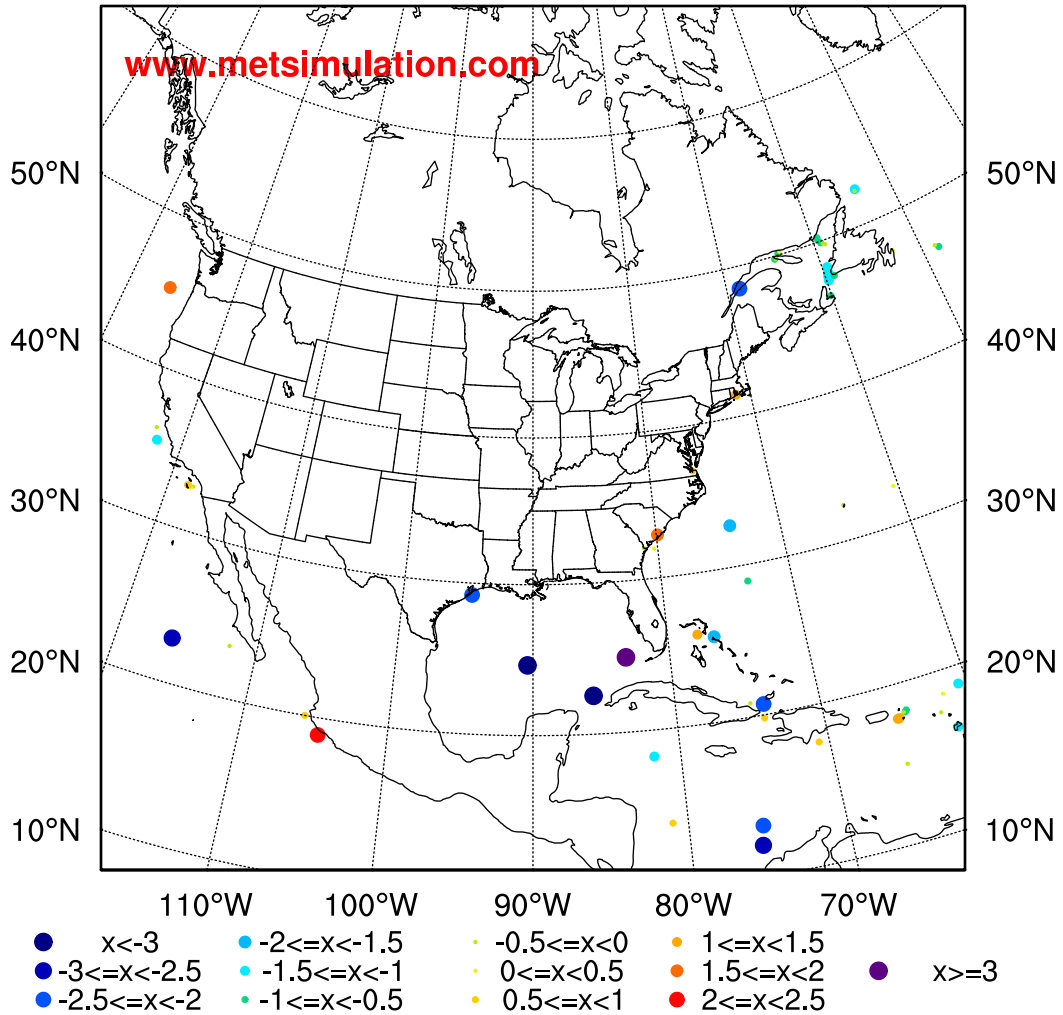 www.metsimulation.com
50°N 50°N
40°N 40°N
30°N 30°N
20°N 20°N
10°N 10°N
110°W 100°W 90°W 80°W 70°W
x<-3 -2<=x<-1.5 -0.5<=x<0 1<=x<1.5
-3<=x<-2.5 -1.5<=x<-1 0<=x<0.5 1.5<=x<2 x>=3
-2.5<=x<-2 -1<=x<-0.5 0.5<=x<1 2<=x<2.5